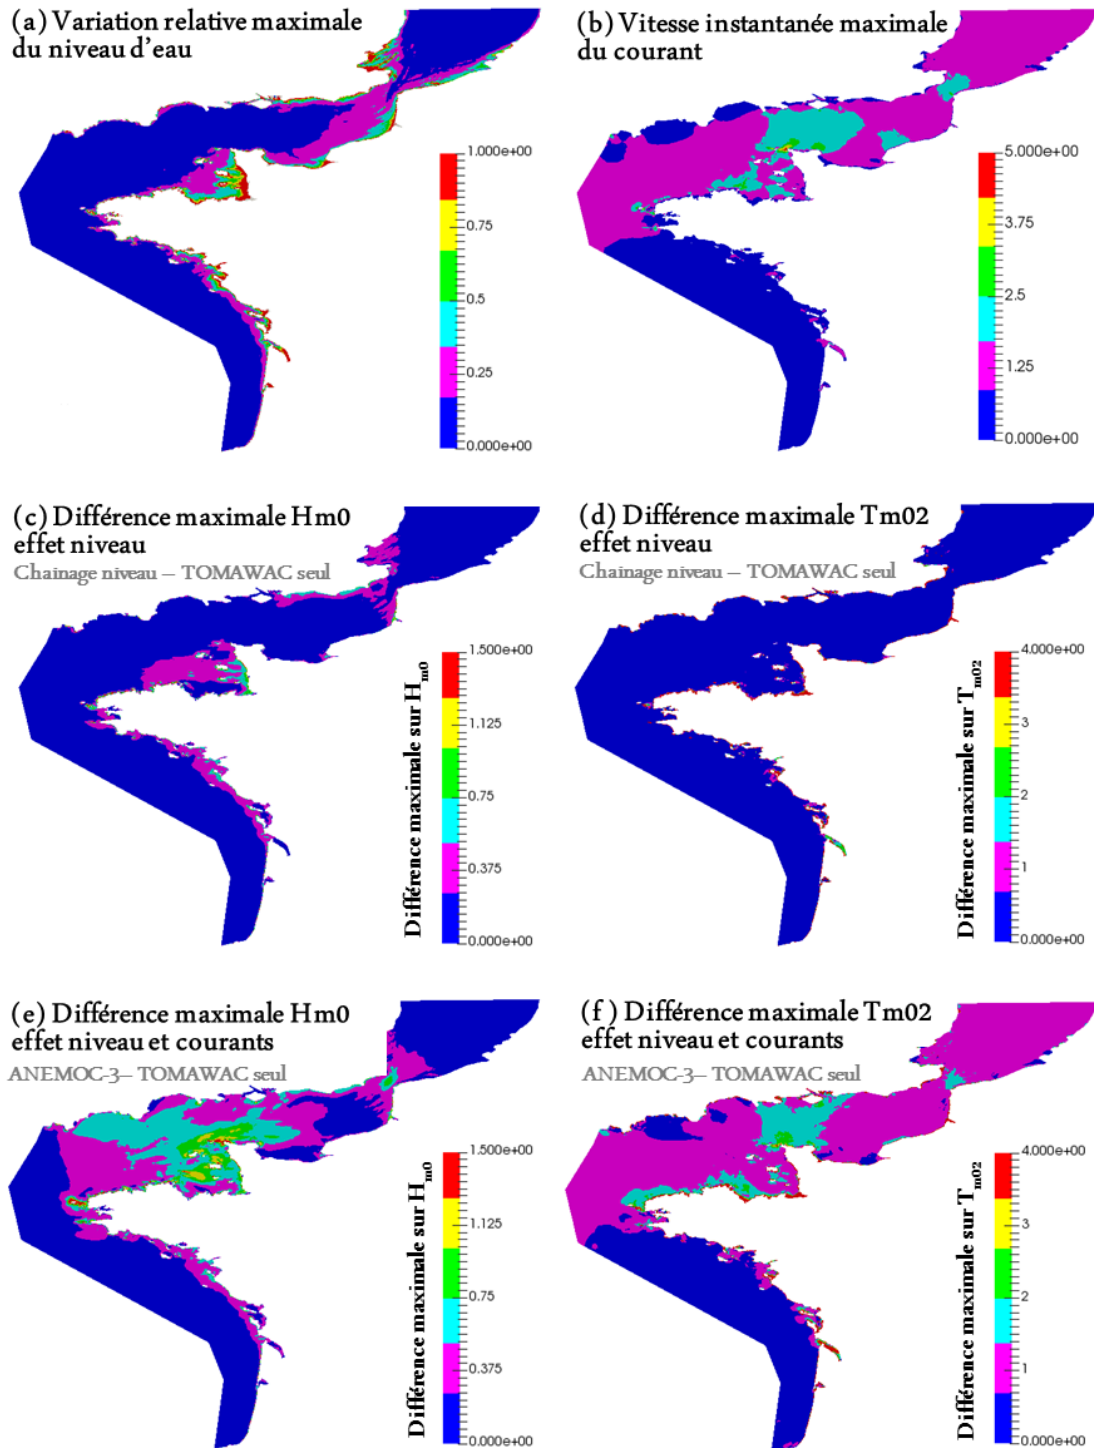 (a) Variation relative maximale
du niveau d'eau
1.000e+00
0.75
0.5
0.25
0.000e+00
(b) Vitesse instantanée maximale
du courant
5.000e+00
3.75
2.5
1.25
0.000e+00
(c) Différence maximale Hm0
effet niveau
Chainage niveau – TOMAWAC seul
Différence maximale sur Hm0
1.500e+00
1.125
0.75
0.375
0.000e+00
(d) Différence maximale Tm02
effet niveau
Chainage niveau – TOMAWAC seul
Différence maximale sur Tm02
4.000e+00
3
2
1
0.000e+00
(e) Différence maximale Hm0
effet niveau et courants
ANEMOC-3– TOMAWAC seul
Différence maximale sur Hm0
1.500e+00
1.125
0.75
0.375
0.000e+00
(f) Différence maximale Tm02
effet niveau et courants
ANEMOC-3– TOMAWAC seul
Différence maximale sur Tm02
4.000e+00
3
2
1
0.000e+00